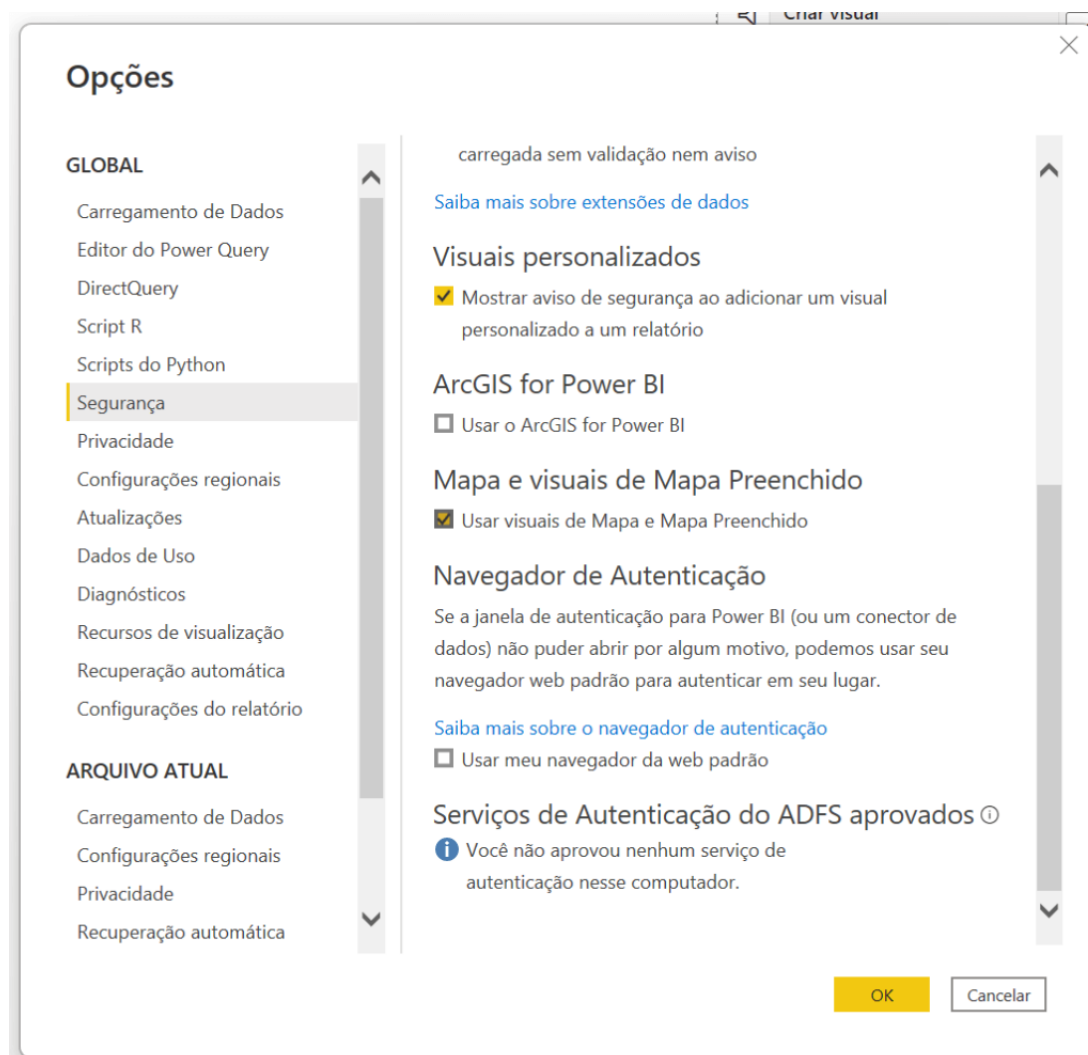 Criar visual
Opções
GLOBAL
Carregamento de Dados
Editor do Power Query
DirectQuery
Script R
Scripts do Python
Segurança
Privacidade
Configurações regionais
Atualizações
Dados de Uso
Diagnósticos
Recursos de visualização
Recuperação automática
Configurações do relatório
ARQUIVO ATUAL
Carregamento de Dados
Configurações regionais
Privacidade
Recuperação automática
carregada sem validação nem aviso
Saiba mais sobre extensões de dados
Visuais personalizados
Mostrar aviso de segurança ao adicionar um visual
personalizado a um relatório
ArcGIS for Power BI
Usar o ArcGIS for Power BI
Mapa e visuais de Mapa Preenchido
Usar visuais de Mapa e Mapa Preenchido
Navegador de Autenticação
Se a janela de autenticação para Power BI (ou um conector de
dados) não puder abrir por algum motivo, podemos usar seu
navegador web padrão para autenticar em seu lugar.
Saiba mais sobre o navegador de autenticação
Usar meu navegador da web padrão
Serviços de Autenticação do ADFS aprovados
Você não aprovou nenhum serviço de
autenticação nesse computador.
OK
Cancelar